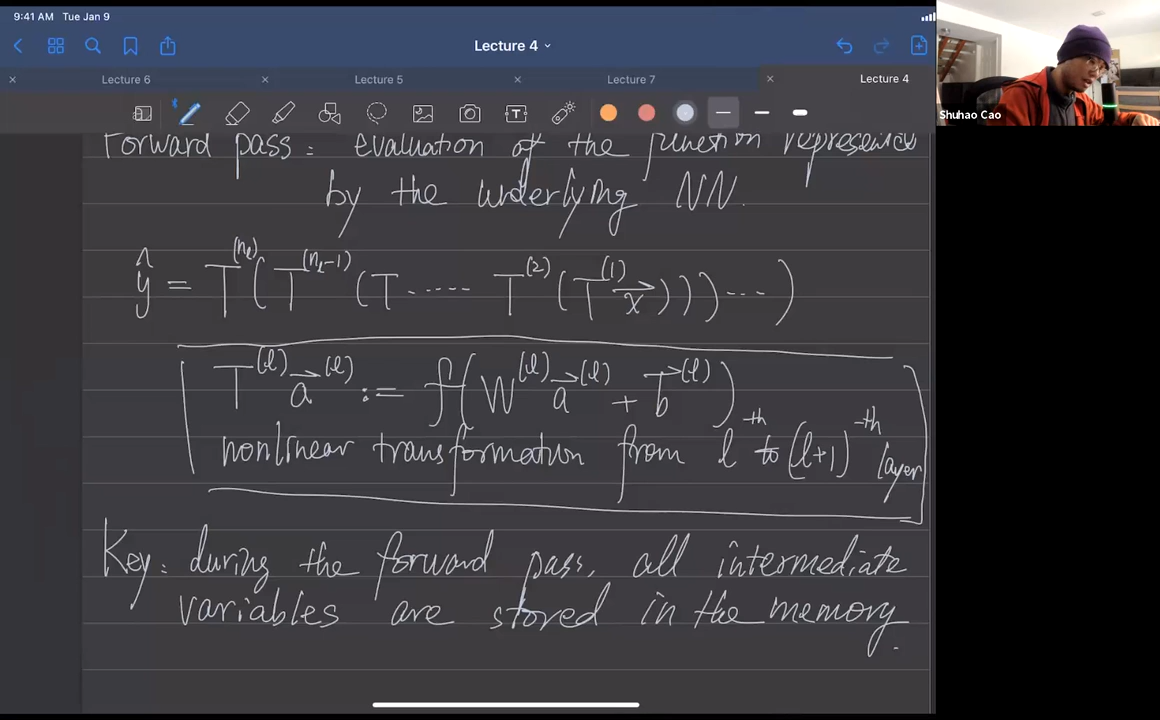 9:41 AM Tue Jan 9
Lecture 4
Lecture 6
Lecture 5
Lecture 7
Lecture 4
Shuhao Cao
Forward pass: evaluation of the function represented
by the underlying NN.
ŷ = T^(n_l) ( T^(n_l-1) ( T ..... T^(2) ( T^(1) x⃗ ) ) ) ... )
T^(l) a⃗^(l) := f( W^(l) a⃗^(l) + b⃗^(l) )
nonlinear transformation from l^-th to (l+1)^-th layer
Key: during the forward pass, all intermediate
variables are stored in the memory.